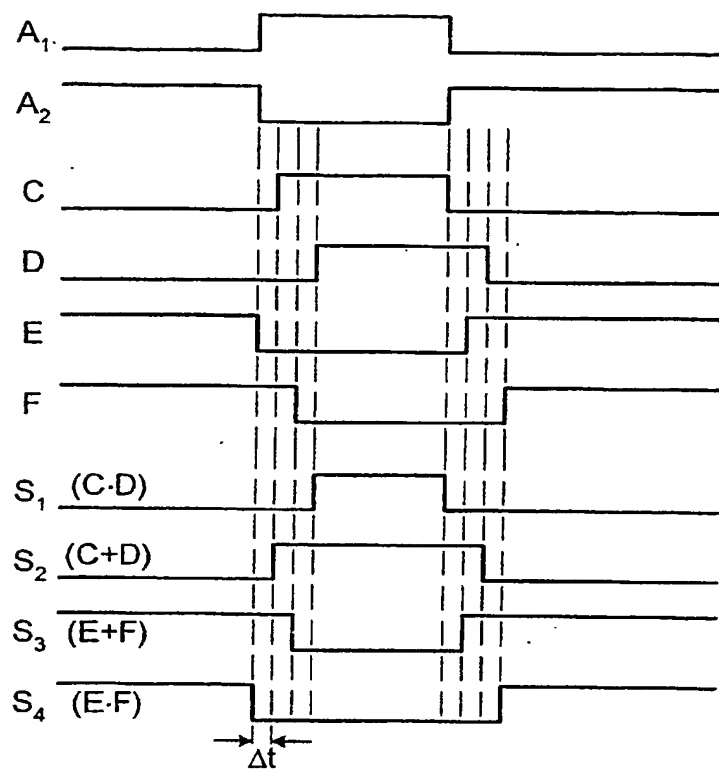 A₁
A₂
C
D
E
F
S₁ (C·D)
S₂ (C+D)
S₃ (E+F)
S₄ (E·F)
Δt